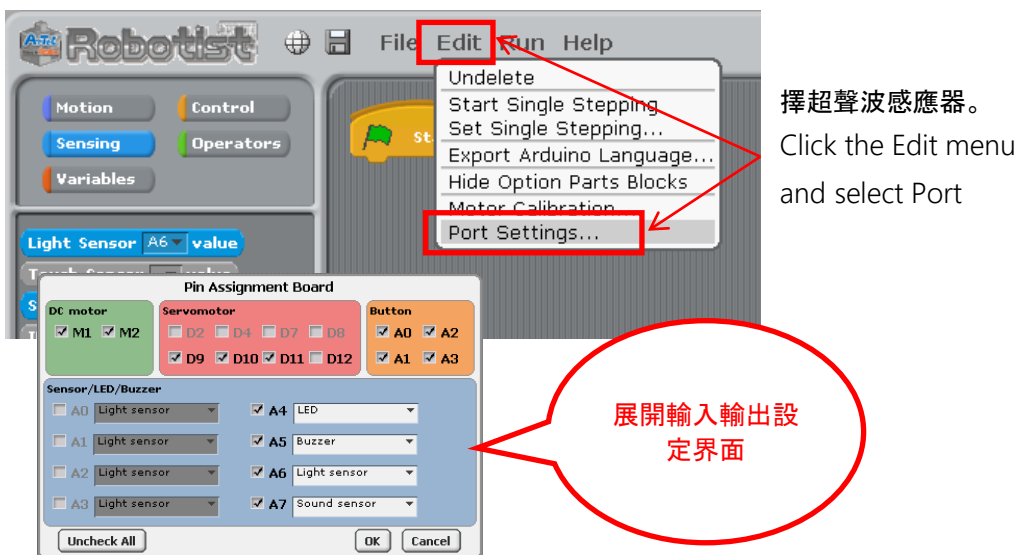 ATC Robotist
File Edit Run Help
Undelete
Start Single Stepping
Set Single Stepping...
Export Arduino Language...
Hide Option Parts Blocks
Motor Calibration...
Port Settings...
Motion Control
Sensing Operators
Variables
Light Sensor A6 value
擇超聲波感應器。
Click the Edit menu
and select Port
Pin Assignment Board
DC motor
M1 M2
Servomotor
D2 D4 D7 D8
D9 D10 D11 D12
Button
A0 A2
A1 A3
Sensor/LED/Buzzer
A0 Light sensor A4 LED
A1 Light sensor A5 Buzzer
A2 Light sensor A6 Light sensor
A3 Light sensor A7 Sound sensor
Uncheck All OK Cancel
展開輸入輸出設
定界面